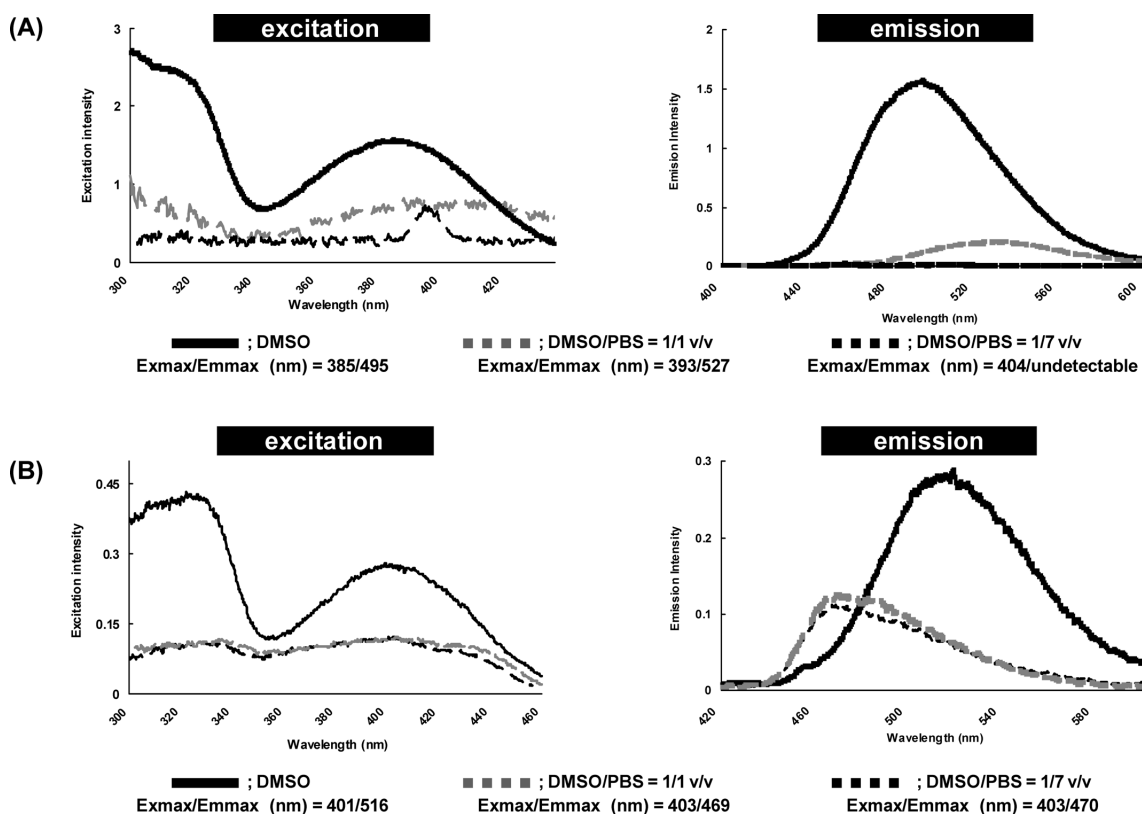 (A)
excitation
emission
3
2
1
0
Excitation intensity
300
320
340
360
380
400
420
Wavelength (nm)
2
1.5
1
0.5
0
Emision Intensity
400
440
480
520
560
600
Wavelength (nm)
; DMSO
; DMSO/PBS = 1/1 v/v
; DMSO/PBS = 1/7 v/v
Exmax/Emmax (nm) = 385/495
Exmax/Emmax (nm) = 393/527
Exmax/Emmax (nm) = 404/undetectable
(B)
excitation
emission
0.45
0.3
0.15
0
Excitation intensity
300
320
340
360
380
400
420
440
460
Wavelength (nm)
0.3
0.2
0.1
0
Emission Intensity
420
460
500
540
580
Wavelength (nm)
; DMSO
; DMSO/PBS = 1/1 v/v
; DMSO/PBS = 1/7 v/v
Exmax/Emmax (nm) = 401/516
Exmax/Emmax (nm) = 403/469
Exmax/Emmax (nm) = 403/470